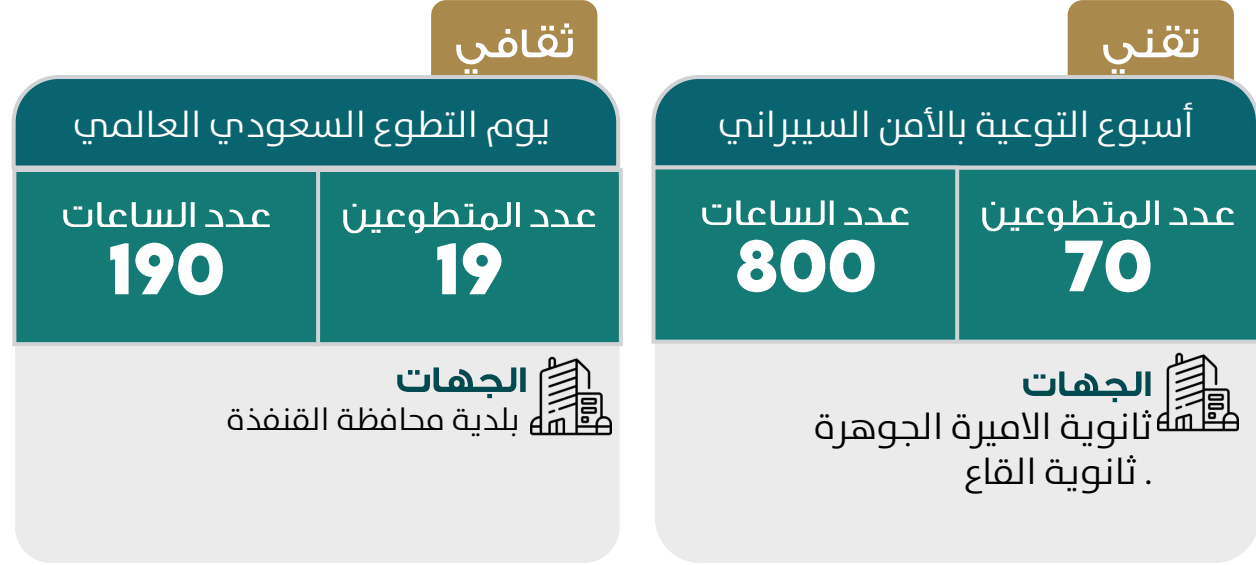 تقني
أسبوع التوعية بالأمن السيبراني
عدد المتطوعين
70
عدد الساعات
800
الجهات
ثانوية الاميرة الجوهرة
. ثانوية القاع
ثقافي
يوم التطوع السعودي العالمي
عدد المتطوعين
19
عدد الساعات
190
الجهات
بلدية محافظة القنفذة